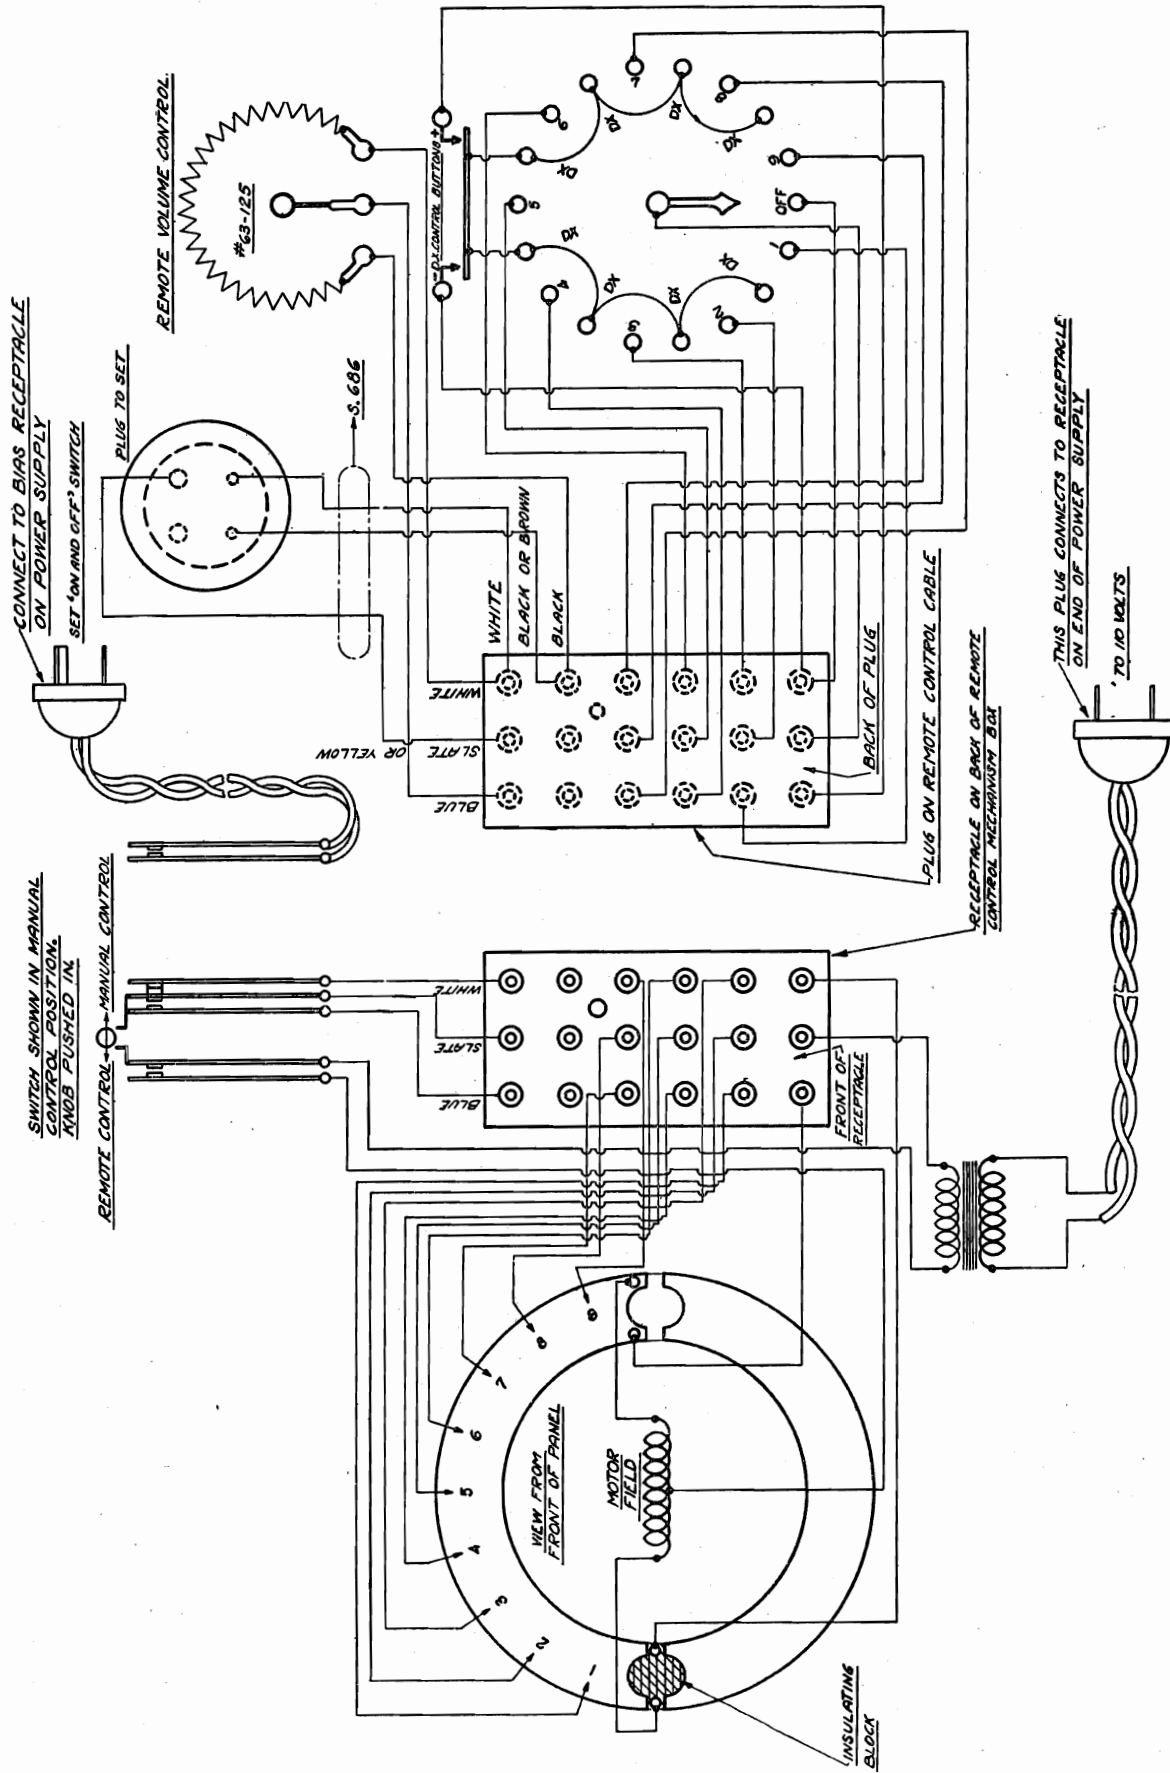 CONNECT TO BIAS RECEPTACLE
ON POWER SUPPLY
SET "ON AND OFF" SWITCH
PLUG TO SET
REMOTE VOLUME CONTROL.
#63-125
S. 686
- DX.CONTROL BUTTONS +
DX
DX
DX
DX
DX
DX
DX
DX
1
2
3
4
5
6
7
8
9
OFF
WHITE
BLACK OR BROWN
BLACK
WHITE
SLATE OR YELLOW
BLUE
BACK OF PLUG
PLUG ON REMOTE CONTROL CABLE
RECEPTACLE ON BACK OF REMOTE
CONTROL MECHANISM BOX
THIS PLUG CONNECTS TO RECEPTACLE
ON END OF POWER SUPPLY
TO 110 VOLTS
SWITCH SHOWN IN MANUAL
CONTROL POSITION.
KNOB PUSHED IN.
REMOTE CONTROL
MANUAL CONTROL
WHITE
SLATE
BLUE
FRONT OF
RECEPTACLE
1
2
3
4
5
6
7
8
9
VIEW FROM
FRONT OF PANEL
MOTOR
FIELD
INSULATING
BLOCK